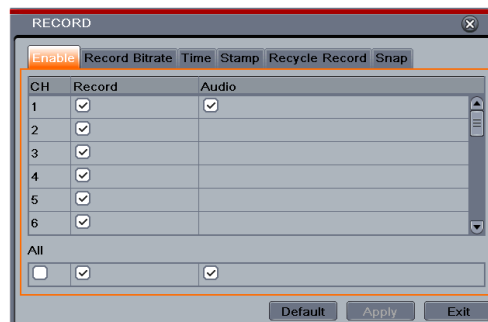 RECORD
Enable Record Bitrate Time Stamp Recycle Record Snap
CH Record Audio
1
2
3
4
5
6
All
Default Apply Exit